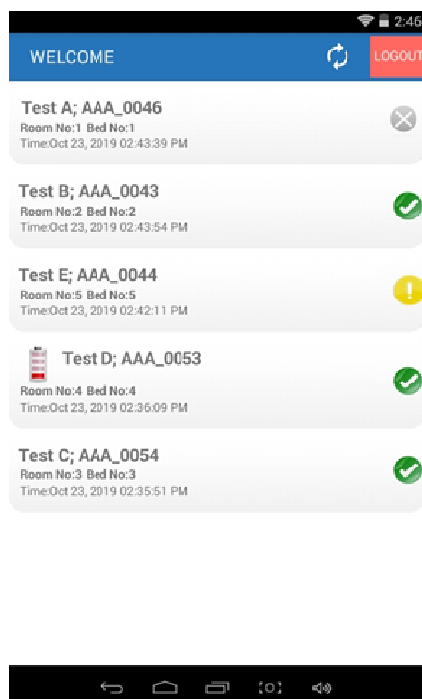 2:46
WELCOME
LOGOUT
Test A; AAA_0046
Room No:1 Bed No:1
Time:Oct 23, 2019 02:43:39 PM
Test B; AAA_0043
Room No:2 Bed No:2
Time:Oct 23, 2019 02:43:54 PM
Test E; AAA_0044
Room No:5 Bed No:5
Time:Oct 23, 2019 02:42:11 PM
Test D; AAA_0053
Room No:4 Bed No:4
Time:Oct 23, 2019 02:36:09 PM
Test C; AAA_0054
Room No:3 Bed No:3
Time:Oct 23, 2019 02:35:51 PM